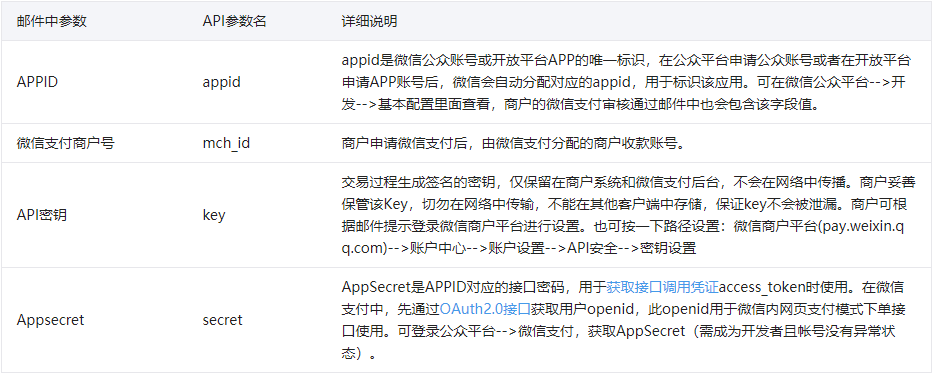 邮件中参数 API参数名 详细说明
appid是微信公众账号或开放平台APP的唯一标识，在公众平台申请公众账号或者在开放平台
APPID appid 申请APP账号后，微信会自动分配对应的appid，用于标识该应用。可在微信公众平台-->开
发-->基本配置里面查看，商户的微信支付审核通过邮件中也会包含该字段值。
微信支付商户号 mch_id 商户申请微信支付后，由微信支付分配的商户收款账号。
交易过程生成签名的密钥，仅保留在商户系统和微信支付后台，不会在网络中传播。商户妥善
API密钥 key 保管该Key，切勿在网络中传输，不能在其他客户端中存储，保证key不会被泄漏。商户可根
据邮件提示登录微信商户平台进行设置。也可按一下路径设置：微信商户平台(pay.weixin.q
q.com)-->账户中心-->账户设置-->API安全-->密钥设置
AppSecret是APPID对应的接口密码，用于获取接口调用凭证access_token时使用。在微信
Appsecret secret 支付中，先通过OAuth2.0接口获取用户openid，此openid用于微信内网页支付模式下单接
口使用。可登录公众平台-->微信支付，获取AppSecret（需成为开发者且帐号没有异常状
态）。